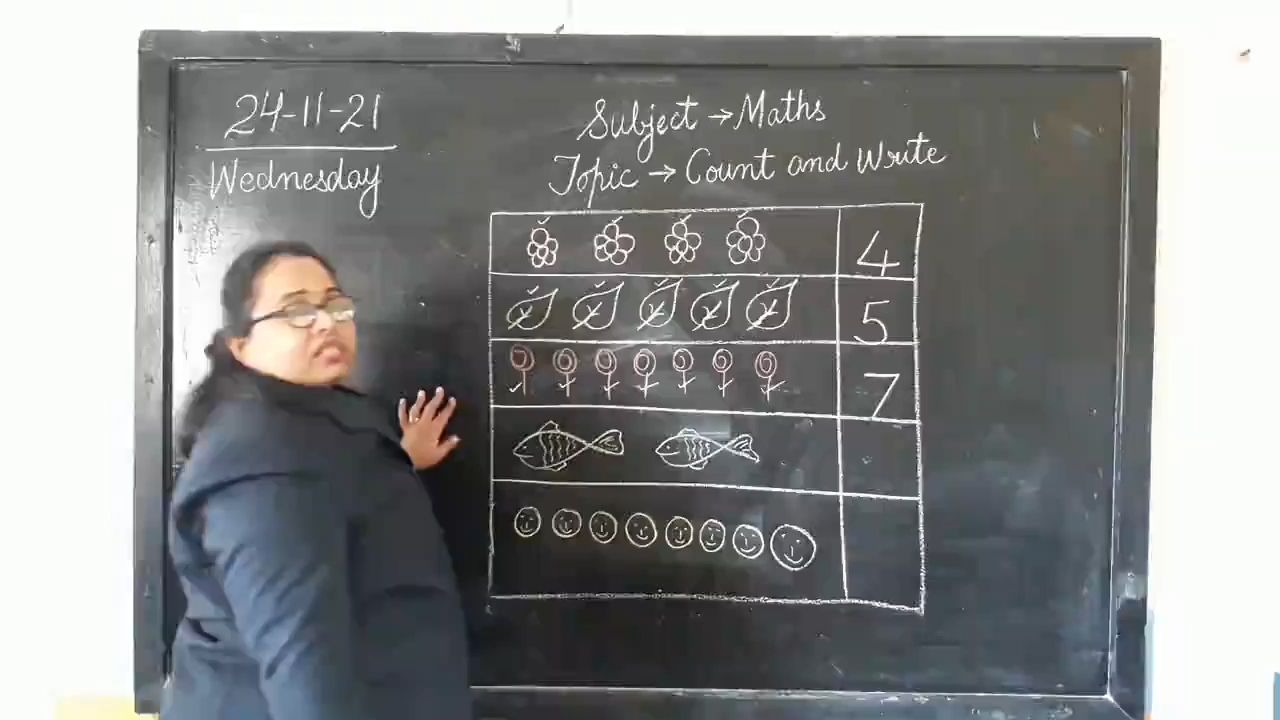 24-11-21
Wednesday
Subject → Maths
Topic → Count and Write
4
5
7